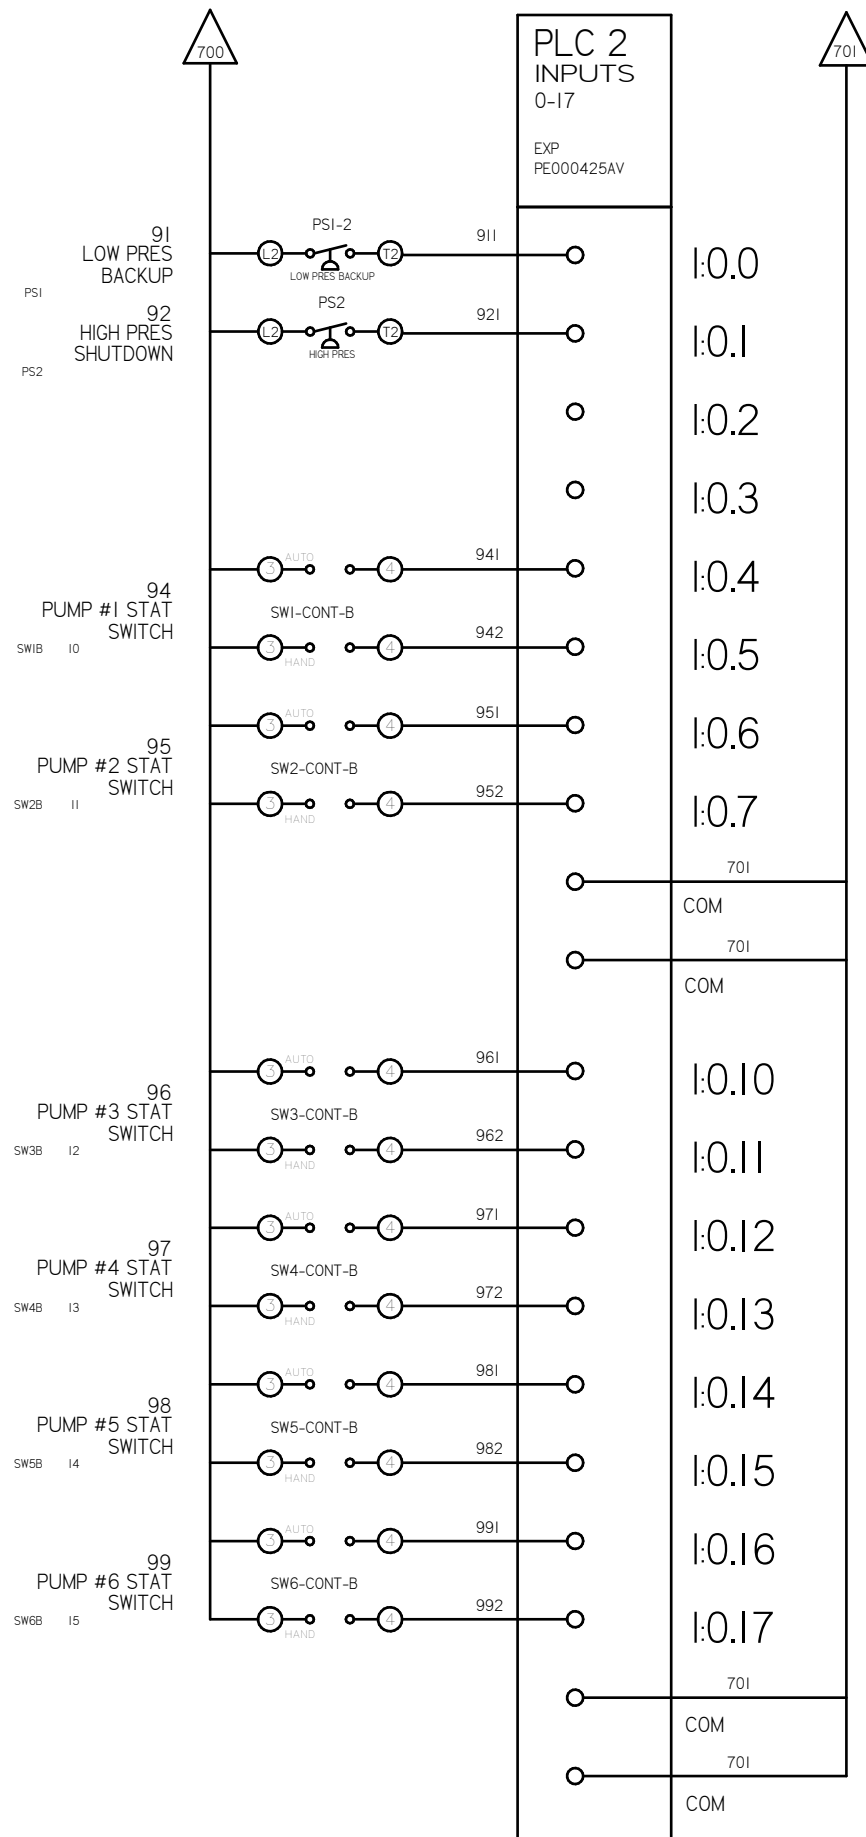 700
PLC 2
INPUTS
0-17
EXP
PE000425AV
701
91
LOW PRES
BACKUP
PS1
PS1-2
L2
T2
LOW PRES BACKUP
911
I:0.0
92
HIGH PRES
SHUTDOWN
PS2
PS2
L2
T2
HIGH PRES
921
I:0.1
I:0.2
I:0.3
94
PUMP #1 STAT
SWITCH
SW1B 10
3 AUTO 4
941
I:0.4
SW1-CONT-B
3 HAND 4
942
I:0.5
95
PUMP #2 STAT
SWITCH
SW2B 11
3 AUTO 4
951
I:0.6
SW2-CONT-B
3 HAND 4
952
I:0.7
701
COM
701
COM
96
PUMP #3 STAT
SWITCH
SW3B 12
3 AUTO 4
961
I:0.10
SW3-CONT-B
3 HAND 4
962
I:0.11
97
PUMP #4 STAT
SWITCH
SW4B 13
3 AUTO 4
971
I:0.12
SW4-CONT-B
3 HAND 4
972
I:0.13
98
PUMP #5 STAT
SWITCH
SW5B 14
3 AUTO 4
981
I:0.14
SW5-CONT-B
3 HAND 4
982
I:0.15
99
PUMP #6 STAT
SWITCH
SW6B 15
3 AUTO 4
991
I:0.16
SW6-CONT-B
3 HAND 4
992
I:0.17
701
COM
701
COM